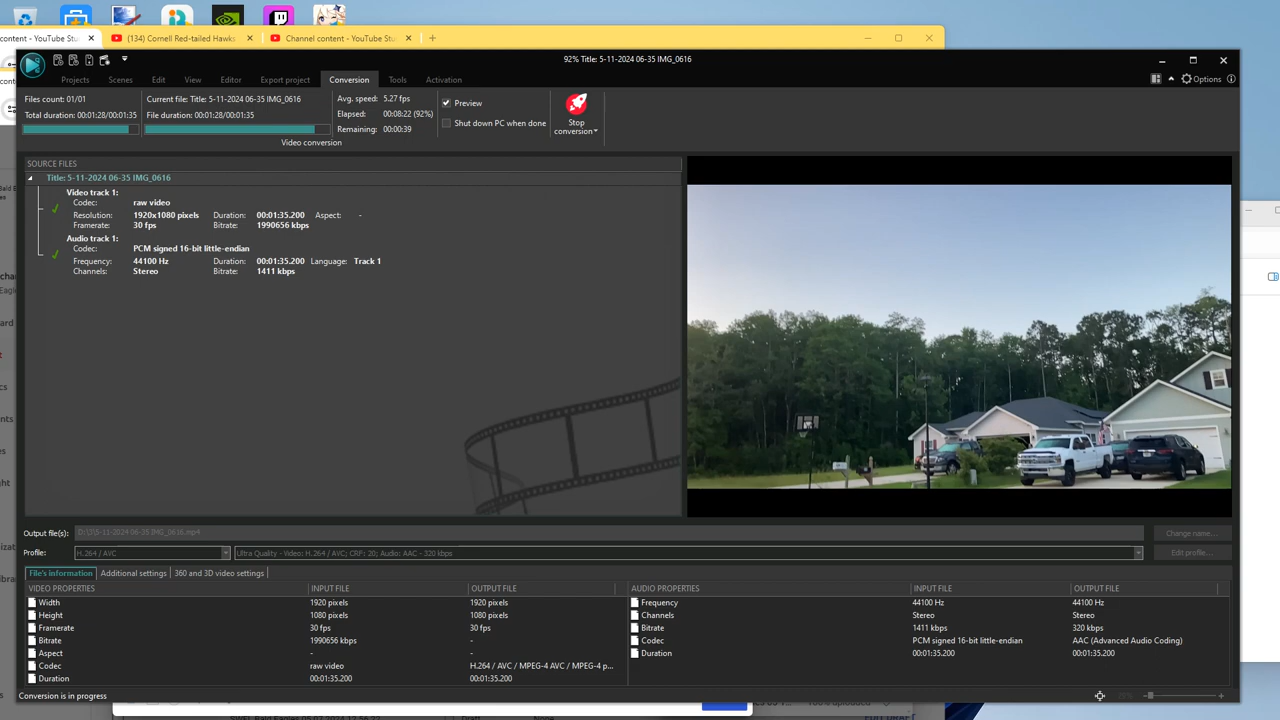 content - YouTube Stu
(134) Cornell Red-tailed Hawks
Channel content - YouTube Stu
92% Title: 5-11-2024 06-35 IMG_0616
Projects Scenes Edit View Editor Export project Conversion Tools Activation
Options
Files count: 01/01
Total duration: 00:01:28/00:01:35
Current file: Title: 5-11-2024 06-35 IMG_0616
File duration: 00:01:28/00:01:35
Avg. speed: 5.27 fps
Elapsed: 00:08:22 (92%)
Remaining: 00:00:39
Preview
Shut down PC when done
Stop
conversion
Video conversion
SOURCE FILES
Title: 5-11-2024 06-35 IMG_0616
Video track 1:
Codec: raw video
Resolution: 1920x1080 pixels Duration: 00:01:35.200 Aspect: -
Framerate: 30 fps Bitrate: 1990656 kbps
Audio track 1:
Codec: PCM signed 16-bit little-endian
Frequency: 44100 Hz Duration: 00:01:35.200 Language: Track 1
Channels: Stereo Bitrate: 1411 kbps
Output file(s): D:\3\5-11-2024 06-35 IMG_0616.mp4 Change name...
Profile: H.264 / AVC Ultra Quality - Video: H.264 / AVC; CRF: 20; Audio: AAC - 320 kbps Edit profile...
File's information Additional settings 360 and 3D video settings
VIDEO PROPERTIES INPUT FILE OUTPUT FILE
Width 1920 pixels 1920 pixels
Height 1080 pixels 1080 pixels
Framerate 30 fps 30 fps
Bitrate 1990656 kbps -
Aspect - -
Codec raw video H.264 / AVC / MPEG-4 AVC / MPEG-4 p...
Duration 00:01:35.200 00:01:35.200
AUDIO PROPERTIES INPUT FILE OUTPUT FILE
Frequency 44100 Hz 44100 Hz
Channels Stereo Stereo
Bitrate 1411 kbps 320 kbps
Codec PCM signed 16-bit little-endian AAC (Advanced Audio Coding)
Duration 00:01:35.200 00:01:35.200
Conversion is in progress